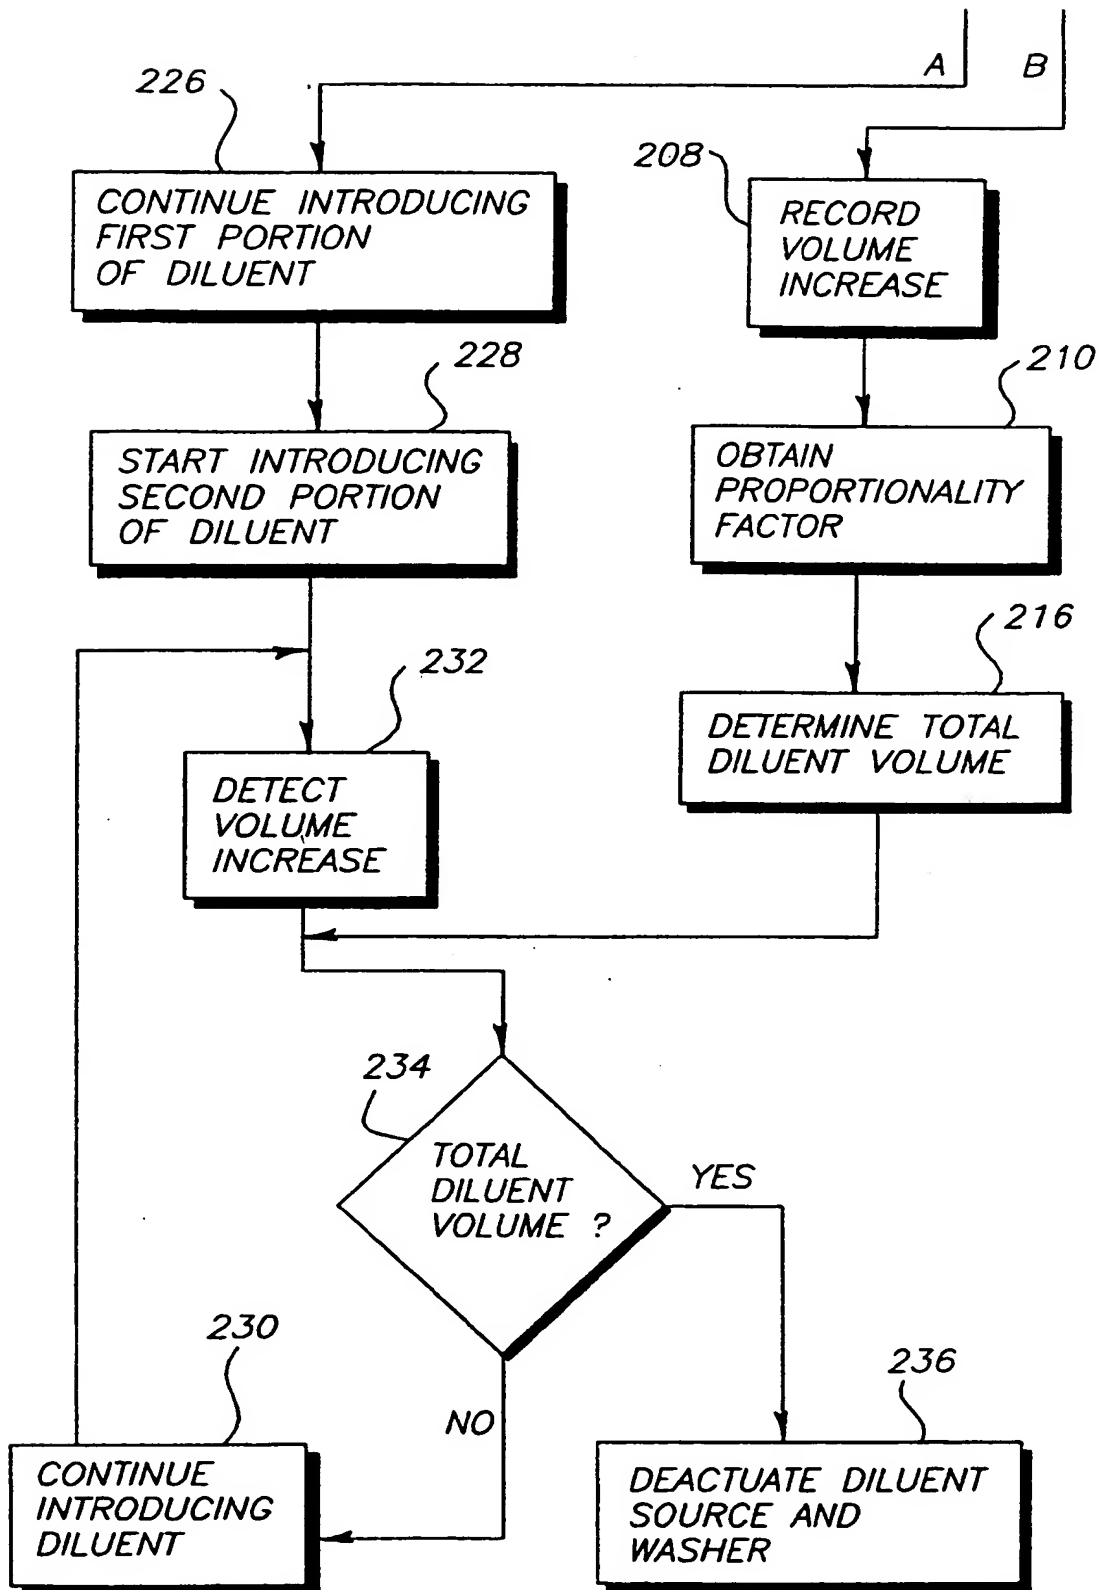 A B
226
CONTINUE INTRODUCING
FIRST PORTION
OF DILUENT
208
RECORD
VOLUME
INCREASE
228
START INTRODUCING
SECOND PORTION
OF DILUENT
210
OBTAIN
PROPORTIONALITY
FACTOR
216
DETERMINE TOTAL
DILUENT VOLUME
232
DETECT
VOLUME
INCREASE
234
TOTAL
DILUENT
VOLUME ?
YES
NO
230
CONTINUE
INTRODUCING
DILUENT
236
DEACTUATE DILUENT
SOURCE AND
WASHER